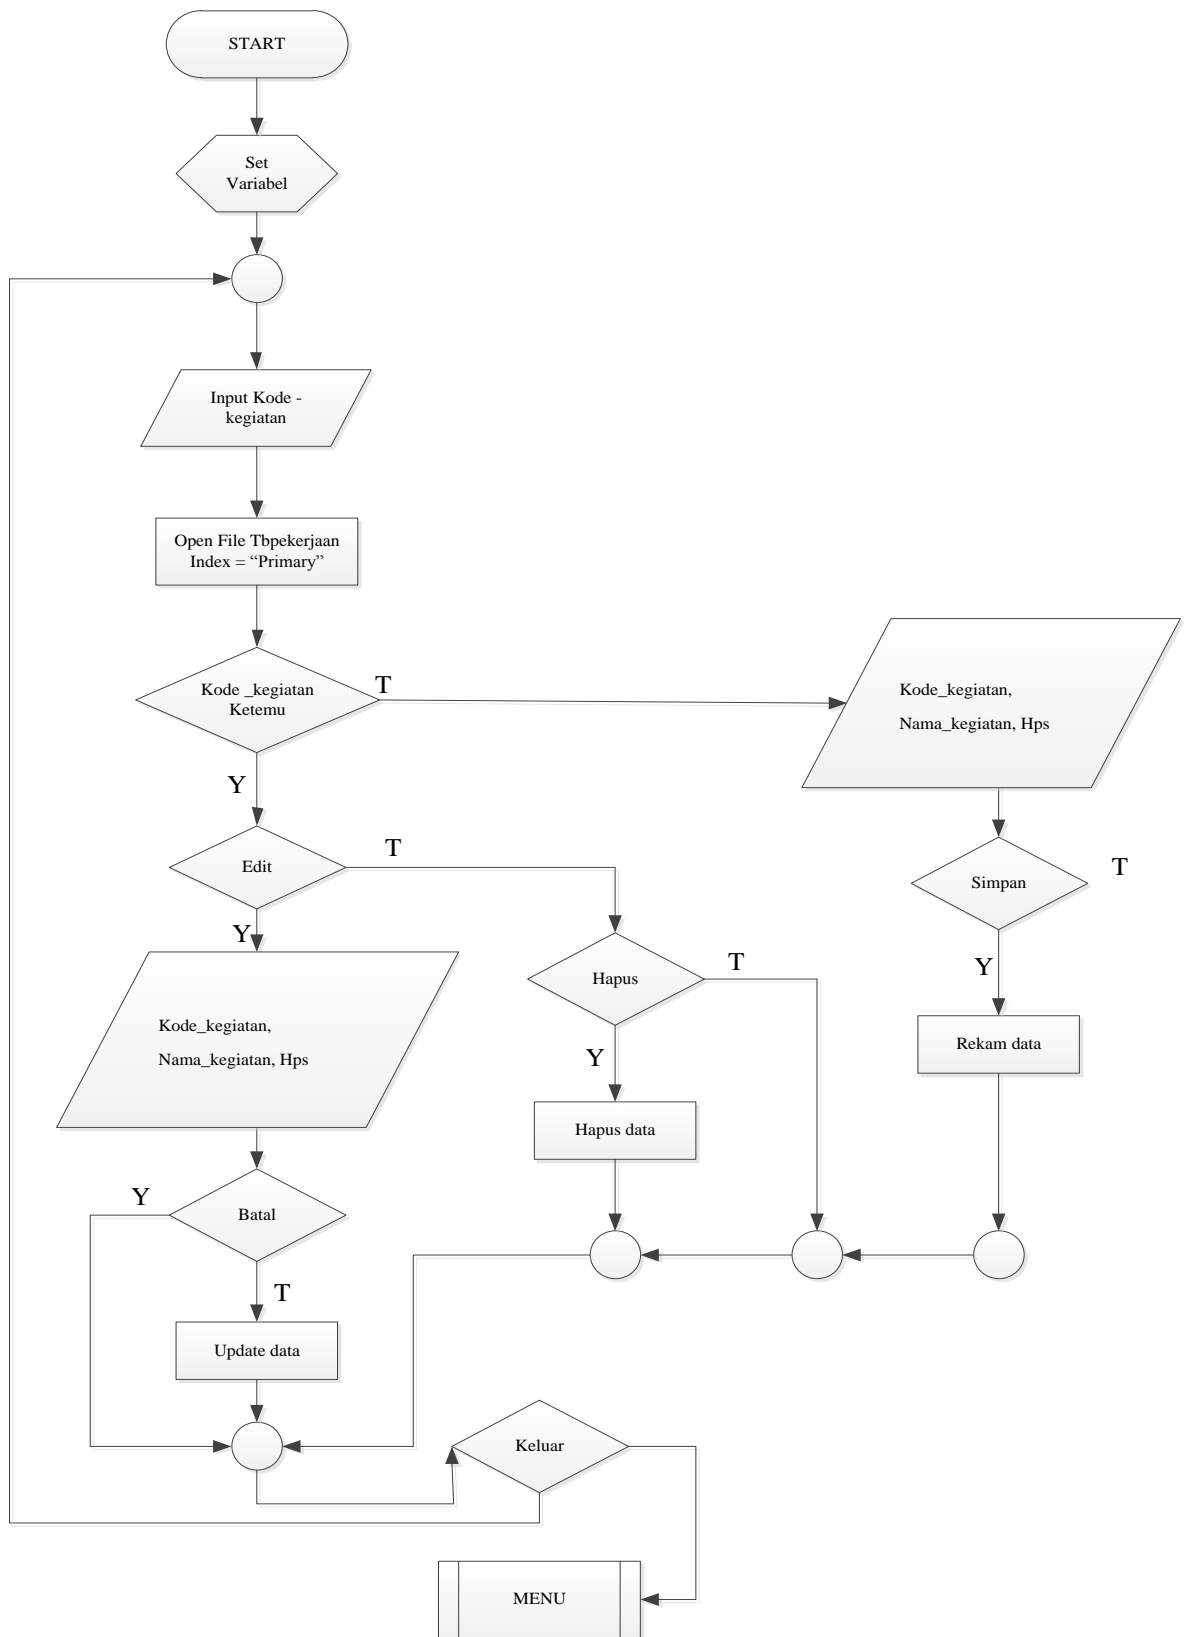 START
Set
Variabel
Input Kode -
kegiatan
Open File Tbpekerjaan
Index = “Primary”
Kode _kegiatan
Ketemu
T
Kode_kegiatan,
Nama_kegiatan, Hps
Y
Edit
T
Simpan
T
Y
Hapus
T
Y
Rekam data
Kode_kegiatan,
Nama_kegiatan, Hps
Y
Hapus data
Y
Batal
T
Update data
Keluar
MENU